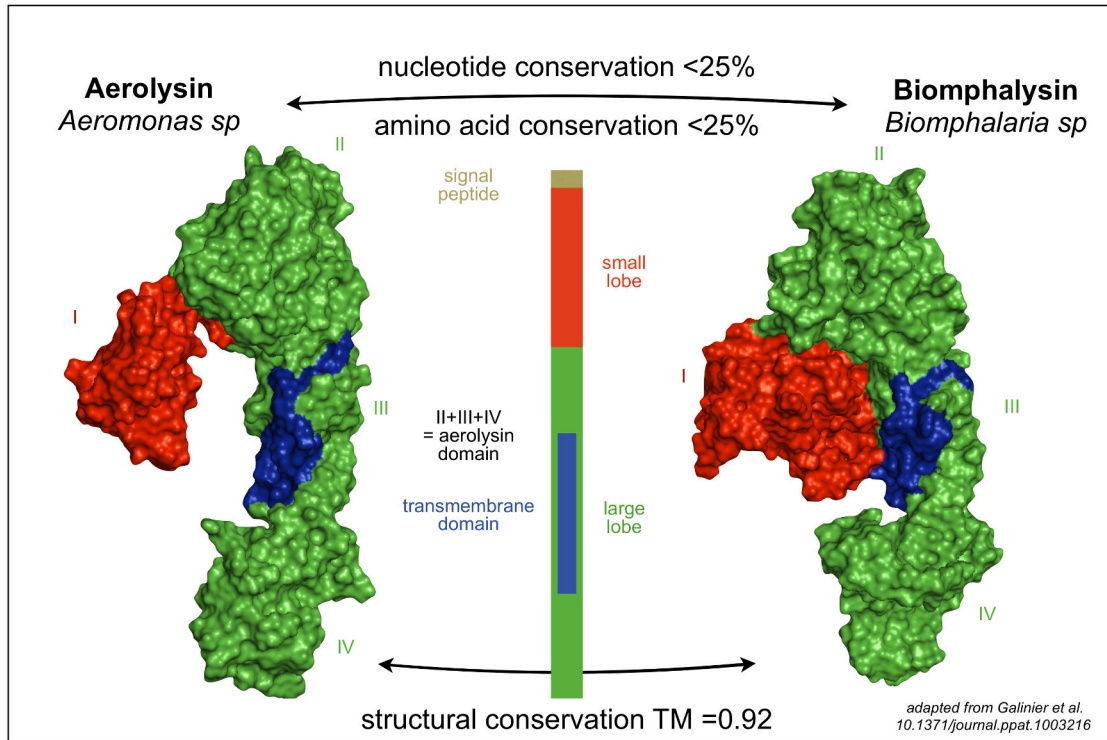 nucleotide conservation <25%
amino acid conservation <25%
Aerolysin
Aeromonas sp
Biomphalysin
Biomphalaria sp
II
I
III
IV
signal
peptide
small
lobe
II+III+IV
= aerolysin
domain
transmembrane
domain
large
lobe
II
I
III
IV
structural conservation TM =0.92
adapted from Galinier et al.
10.1371/journal.ppat.1003216